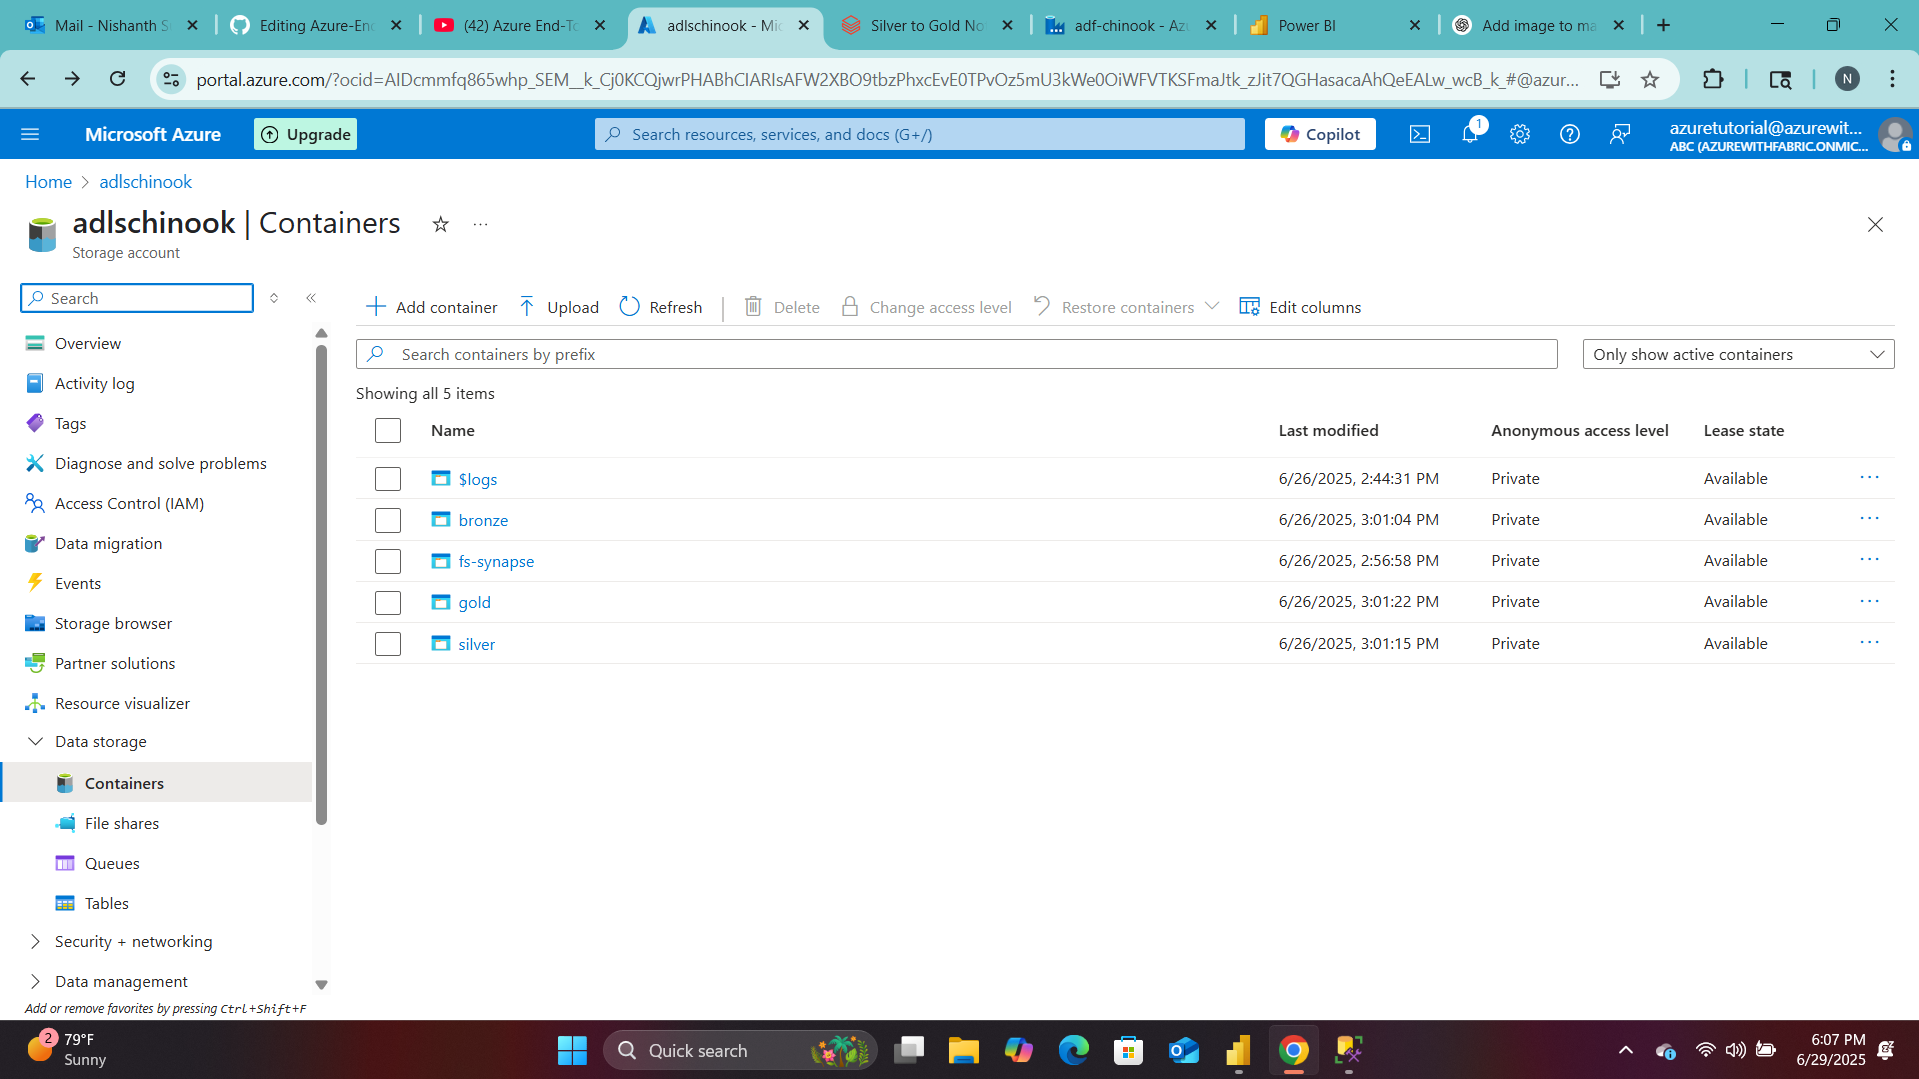 Mail - Nishanth S
Editing Azure-En
(42) Azure End-To
adlschinook - Mic
Silver to Gold No
adf-chinook - Az
Power BI
Add image to ma
portal.azure.com/?ocid=AIDcmmfq865whp_SEM__k_Cj0KCQjwrPHABhCIARIsAFW2XBO9tbzPhxcEvE0TPvOz5mU3kWe0OiWFVTKSFmaJtk_zJit7QGHasacaAhQeEALw_wcB_k_#@azur...
N
Microsoft Azure
Upgrade
Search resources, services, and docs (G+/)
Copilot
1
azuretutorial@azurewit...
ABC (AZUREWITHFABRIC.ONMIC...
Home > adlschinook
adlschinook | Containers
Storage account
Search
Overview
Activity log
Tags
Diagnose and solve problems
Access Control (IAM)
Data migration
Events
Storage browser
Partner solutions
Resource visualizer
Data storage
Containers
File shares
Queues
Tables
Security + networking
Data management
Add or remove favorites by pressing Ctrl+Shift+F
Add container Upload Refresh Delete Change access level Restore containers Edit columns
Search containers by prefix
Only show active containers
Showing all 5 items
Name Last modified Anonymous access level Lease state
$logs 6/26/2025, 2:44:31 PM Private Available
bronze 6/26/2025, 3:01:04 PM Private Available
fs-synapse 6/26/2025, 2:56:58 PM Private Available
gold 6/26/2025, 3:01:22 PM Private Available
silver 6/26/2025, 3:01:15 PM Private Available
2
79°F
Sunny
Quick search
6:07 PM
6/29/2025